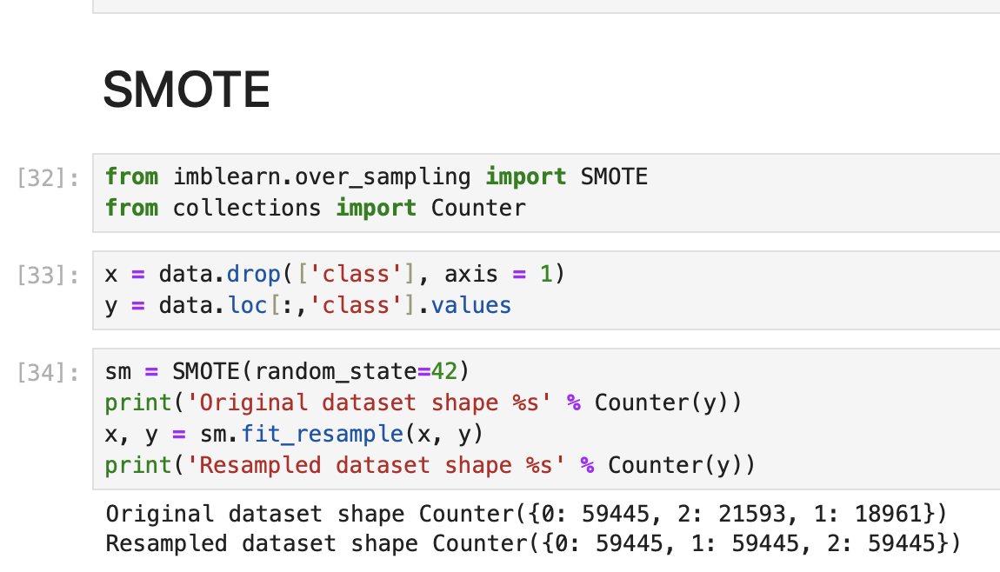 SMOTE
[32]:
from imblearn.over_sampling import SMOTE
from collections import Counter
[33]:
x = data.drop(['class'], axis = 1)
y = data.loc[:,'class'].values
[34]:
sm = SMOTE(random_state=42)
print('Original dataset shape %s' % Counter(y))
x, y = sm.fit_resample(x, y)
print('Resampled dataset shape %s' % Counter(y))
Original dataset shape Counter({0: 59445, 2: 21593, 1: 18961})
Resampled dataset shape Counter({0: 59445, 1: 59445, 2: 59445})